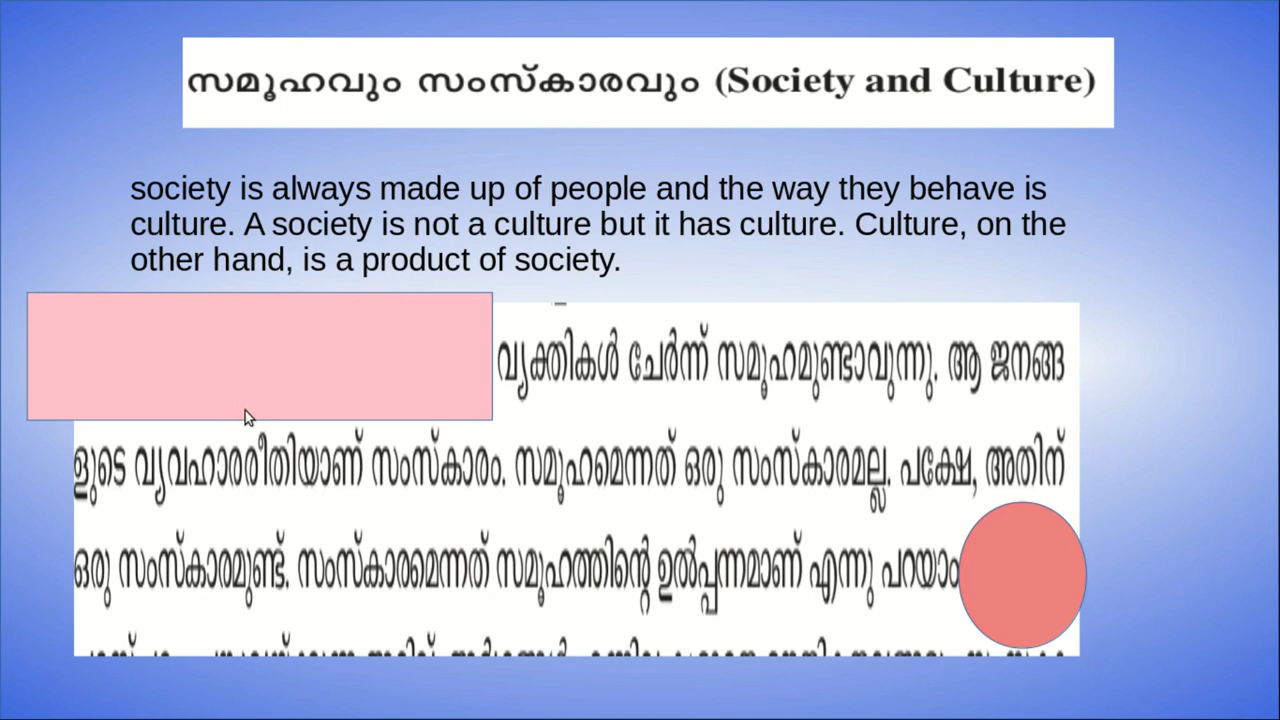 സമൂഹവും സംസ്കാരവും (Society and Culture)
society is always made up of people and the way they behave is
culture. A society is not a culture but it has culture. Culture, on the
other hand, is a product of society.
വ്യക്തികൾ ചേർന്ന് സമൂഹമുണ്ടാവുന്നു. ആ ജനങ്ങ
ളുടെ വ്യവഹാരരീതിയാണ് സംസ്കാരം. സമൂഹമെന്നത് ഒരു സംസ്കാരമല്ല. പക്ഷേ, അതിന്
ഒരു സംസ്കാരമുണ്ട്. സംസ്കാരമെന്നത് സമൂഹത്തിന്റെ ഉൽപ്പന്നമാണ് എന്നു പറയാം